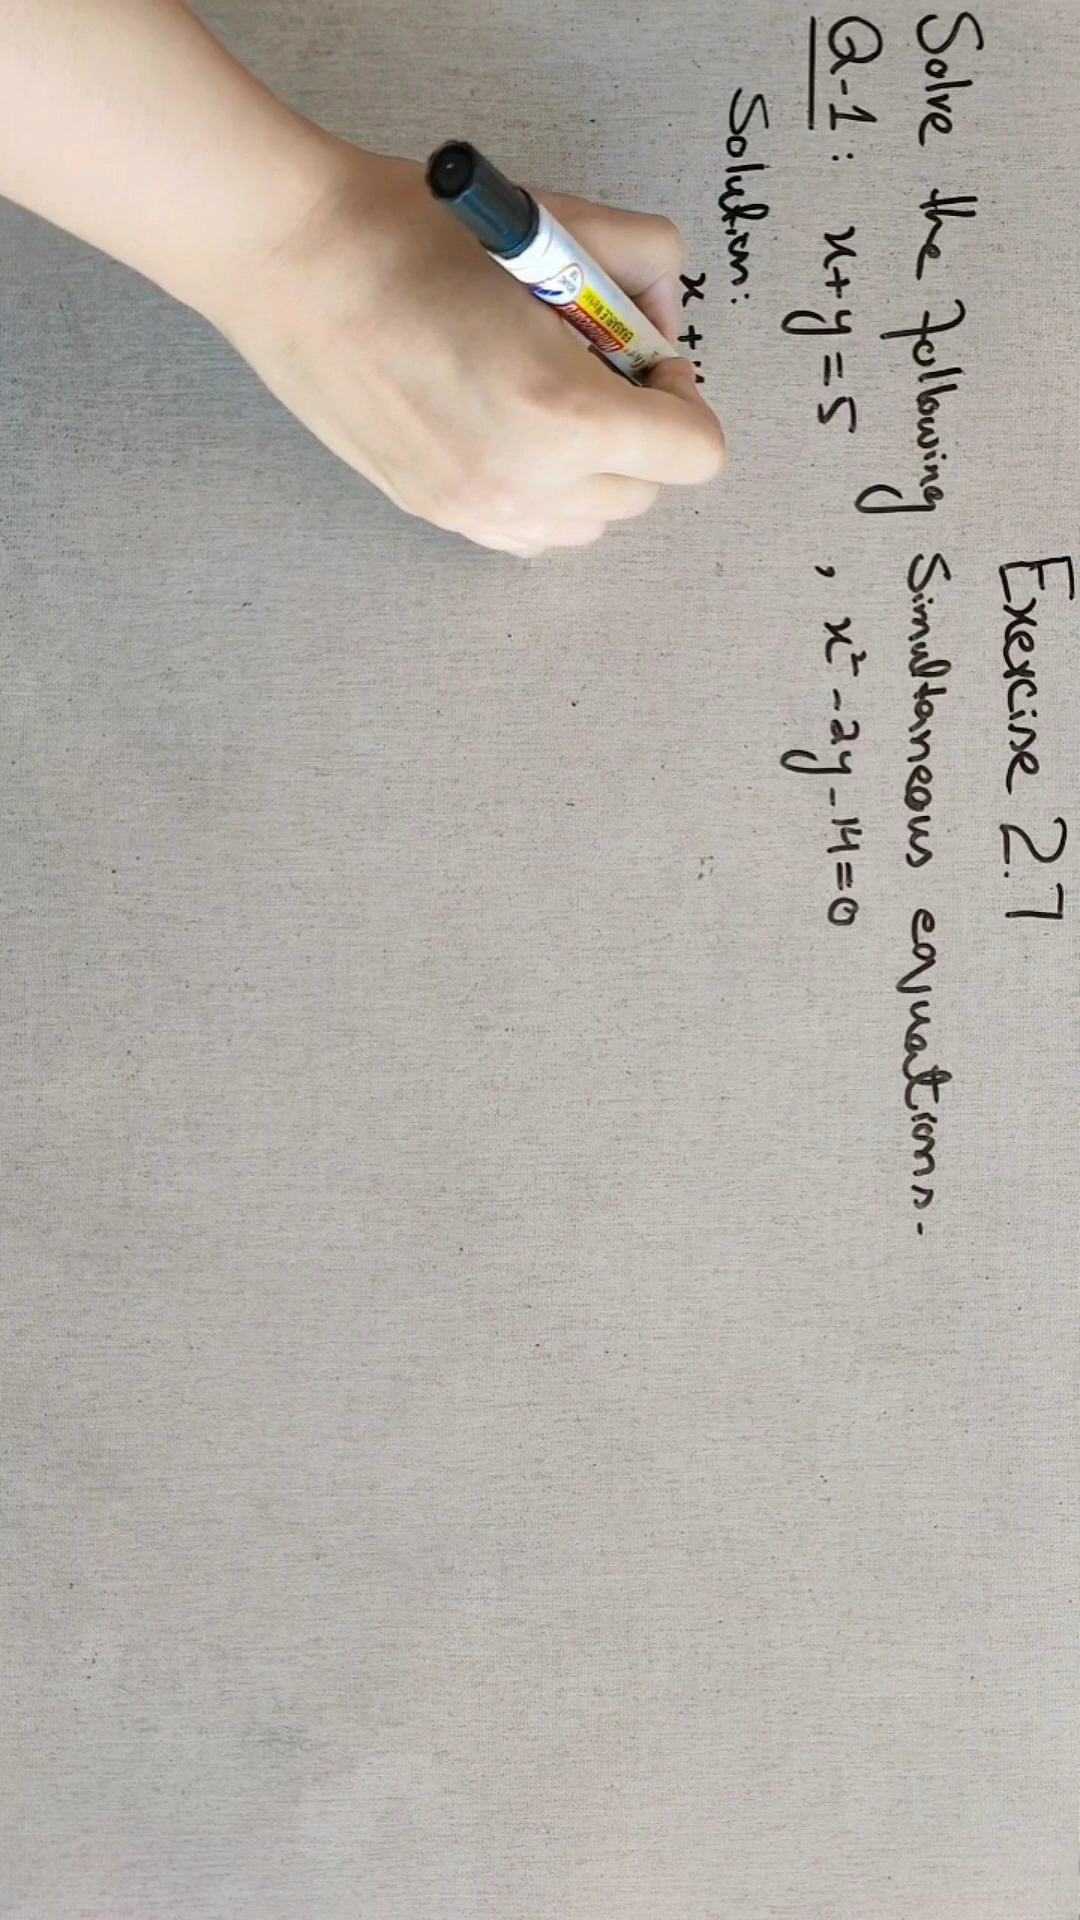 Exercise 2.7
Solve the following Simultaneous equations.
Q-1: x+y=5 , x²-2y-14=0
Solution:
x +